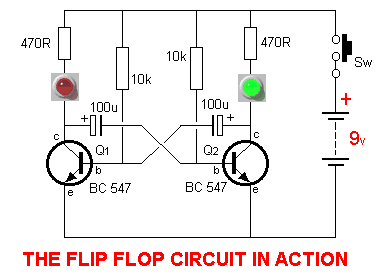 470R
10k
10k
470R
Sw
100u
100u
+
+
+
9v
c
c
Q1
Q2
b
b
BC 547
BC 547
e
e
THE FLIP FLOP CIRCUIT IN ACTION